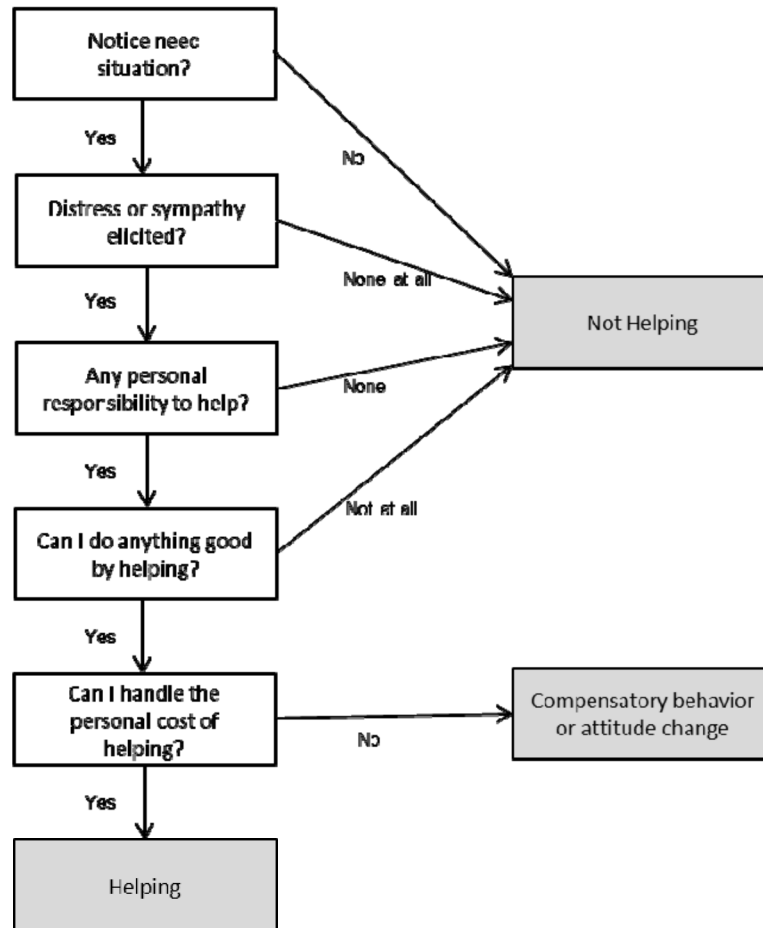 Notice need
situation?
Yes
No
Distress or sympathy
elicited?
None at all
Yes
Not Helping
Any personal
responsibility to help?
None
Yes
Not at all
Can I do anything good
by helping?
Yes
Can I handle the
personal cost of
helping?
No
Compensatory behavior
or attitude change
Yes
Helping